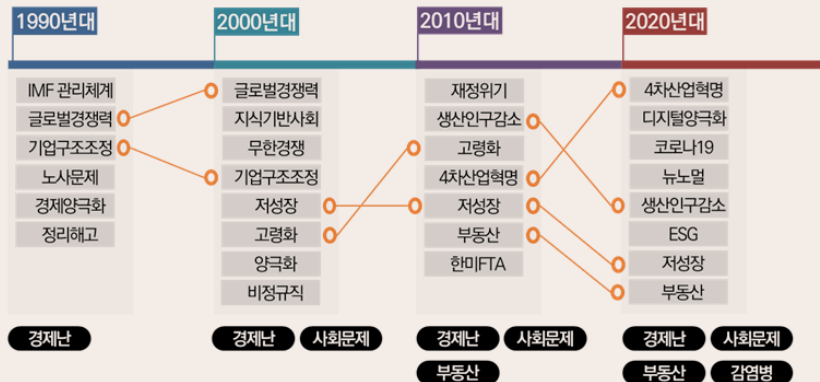 1990년대
IMF 관리체계
글로벌경쟁력
기업구조조정
노사문제
경제양극화
정리해고
경제난
2000년대
글로벌경쟁력
지식기반사회
무한경쟁
기업구조조정
저성장
고령화
양극화
비정규직
경제난
사회문제
2010년대
재정위기
생산인구감소
고령화
4차산업혁명
저성장
부동산
한미FTA
경제난
사회문제
부동산
2020년대
4차산업혁명
디지털양극화
코로나19
뉴노멀
생산인구감소
ESG
저성장
부동산
경제난
사회문제
부동산
감염병